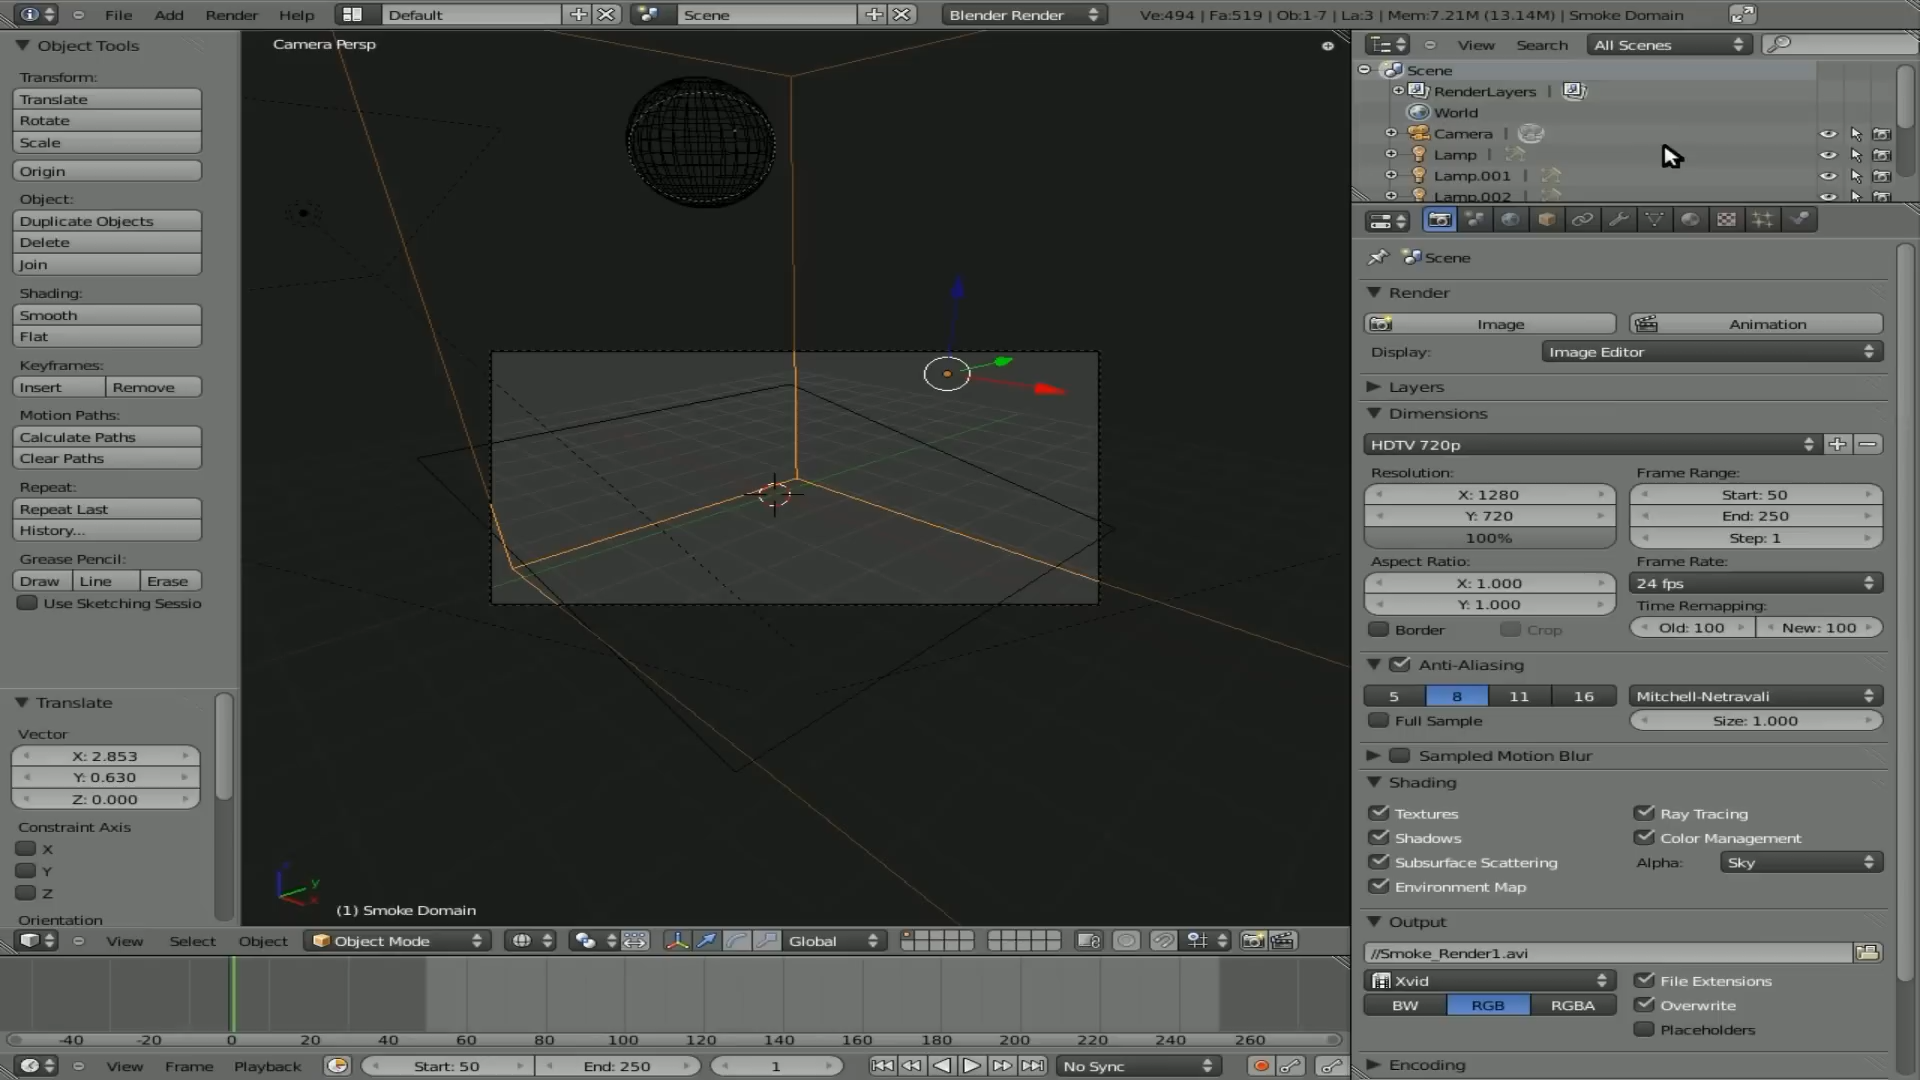 File Add Render Help Default Scene Blender Render Ve:494 | Fa:519 | Ob:1-7 | La:3 | Mem:7.21M (13.14M) | Smoke Domain
Object Tools
Transform:
Translate
Rotate
Scale
Origin
Object:
Duplicate Objects
Delete
Join
Shading:
Smooth
Flat
Keyframes:
Insert Remove
Motion Paths:
Calculate Paths
Clear Paths
Repeat:
Repeat Last
History...
Grease Pencil:
Draw Line Erase
Use Sketching Sessio
Translate
Vector
X: 2.853
Y: 0.630
Z: 0.000
Constraint Axis
X
Y
Z
Orientation
Camera Persp
(1) Smoke Domain
View Select Object Object Mode Global
-40 -20 0 20 40 60 80 100 120 140 160 180 200 220 240 260
View Frame Playback Start: 50 End: 250 1 No Sync
View Search All Scenes
Scene
RenderLayers |
World
Camera |
Lamp |
Lamp.001 |
Lamp.002 |
Scene
Render
Image Animation
Display: Image Editor
Layers
Dimensions
HDTV 720p
Resolution: Frame Range:
X: 1280 Start: 50
Y: 720 End: 250
100% Step: 1
Aspect Ratio: Frame Rate:
X: 1.000 24 fps
Y: 1.000 Time Remapping:
Border Crop Old: 100 New: 100
Anti-Aliasing
5 8 11 16 Mitchell-Netravali
Full Sample Size: 1.000
Sampled Motion Blur
Shading
Textures Ray Tracing
Shadows Color Management
Subsurface Scattering Alpha: Sky
Environment Map
Output
//Smoke_Render1.avi
Xvid File Extensions
BW RGB RGBA Overwrite
Placeholders
Encoding